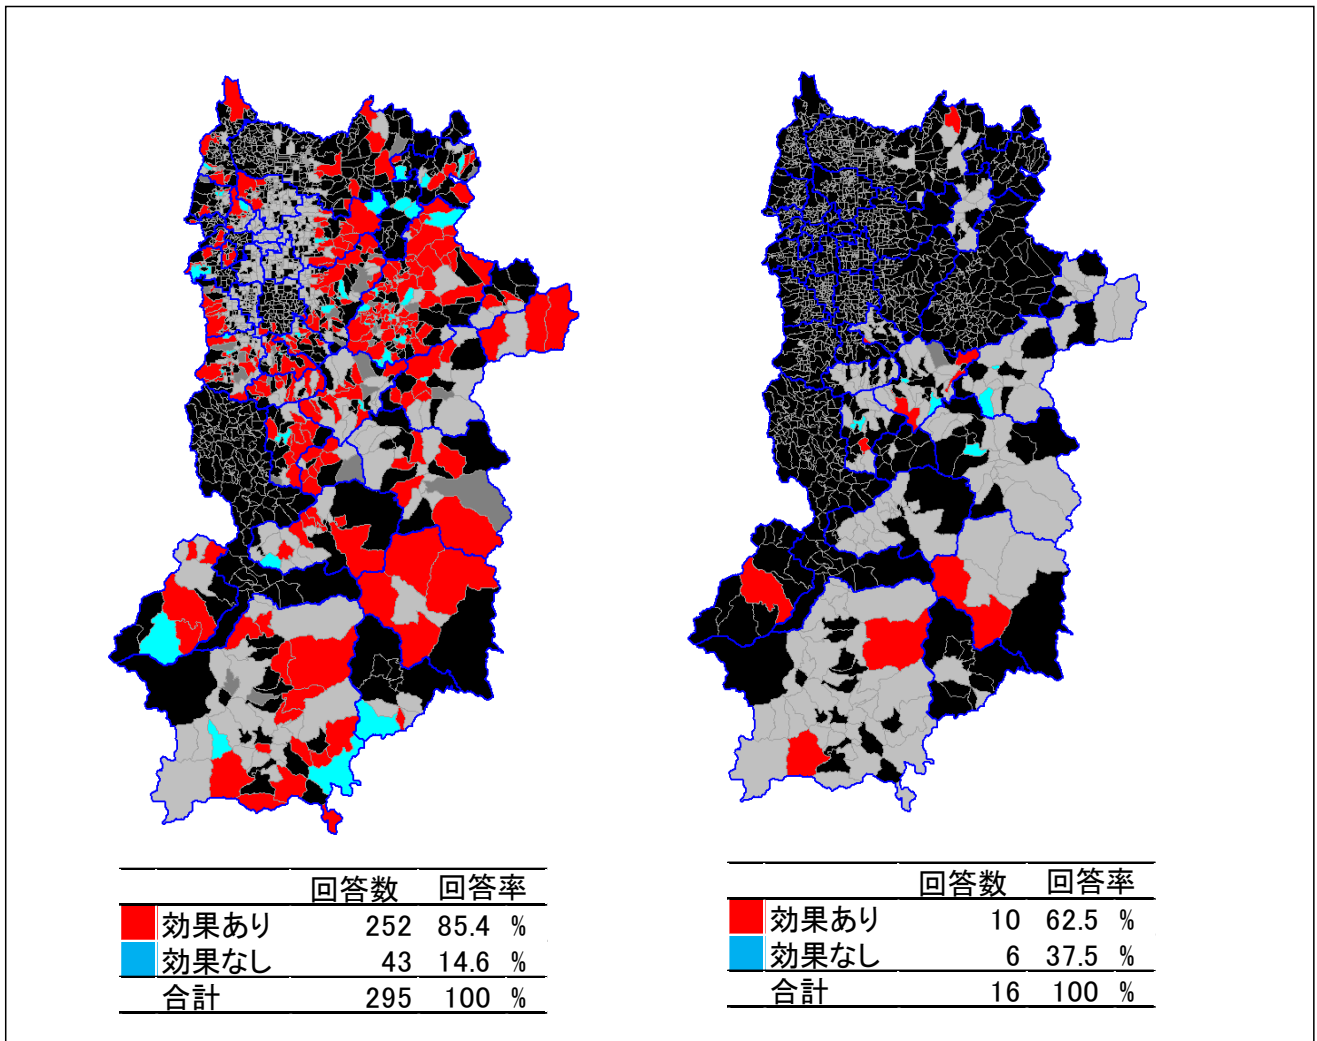 回答数 回答率
効果あり 252 85.4 %
効果なし 43 14.6 %
合計 295 100 %
回答数 回答率
効果あり 10 62.5 %
効果なし 6 37.5 %
合計 16 100 %